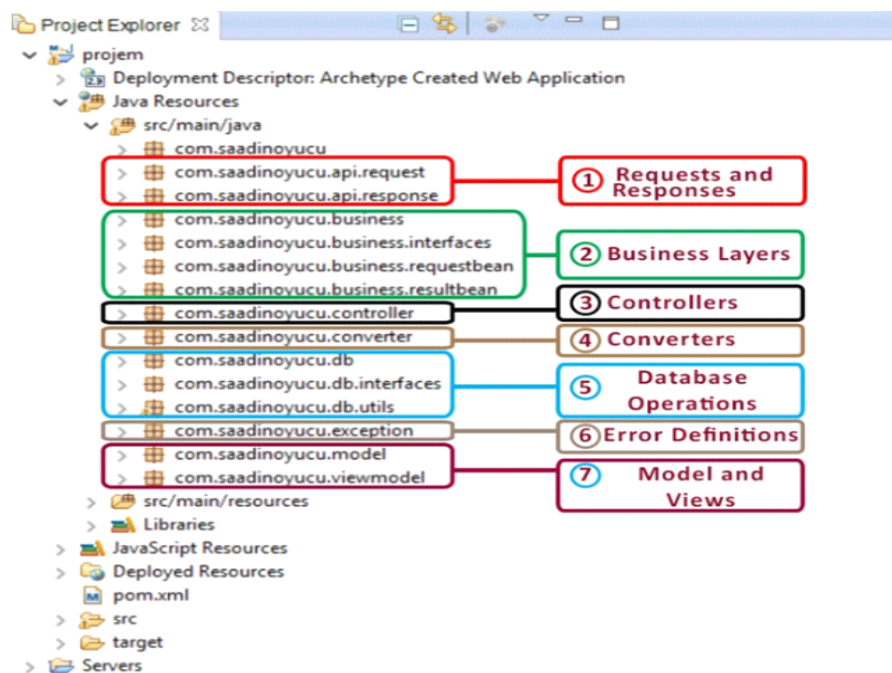 Project Explorer
projem
Deployment Descriptor: Archetype Created Web Application
Java Resources
src/main/java
com.saadinoyucu
com.saadinoyucu.api.request
com.saadinoyucu.api.response
1 Requests and
Responses
com.saadinoyucu.business
com.saadinoyucu.business.interfaces
com.saadinoyucu.business.requestbean
com.saadinoyucu.business.resultbean
2 Business Layers
com.saadinoyucu.controller
3 Controllers
com.saadinoyucu.converter
4 Converters
com.saadinoyucu.db
com.saadinoyucu.db.interfaces
com.saadinoyucu.db.utils
5 Database
Operations
com.saadinoyucu.exception
6 Error Definitions
com.saadinoyucu.model
com.saadinoyucu.viewmodel
7 Model and
Views
src/main/resources
Libraries
JavaScript Resources
Deployed Resources
pom.xml
src
target
Servers